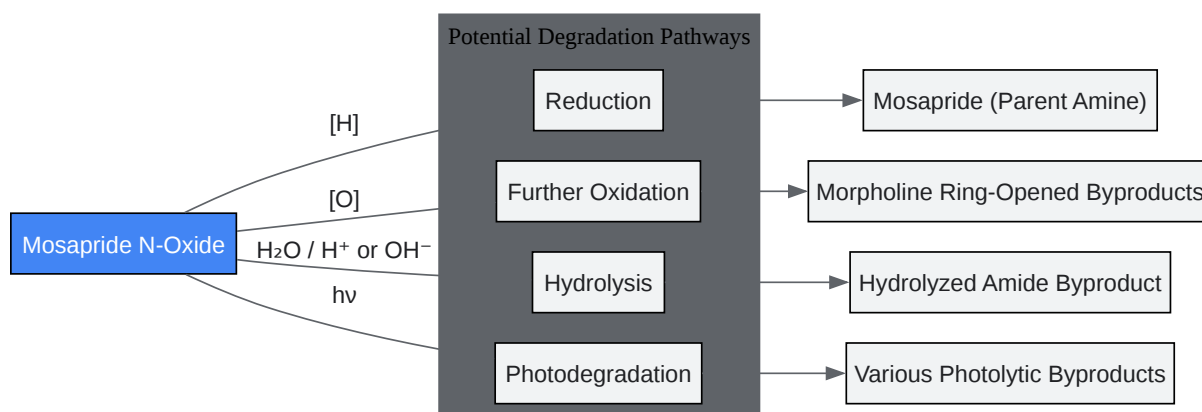 Potential Degradation Pathways
Mosapride N-Oxide
[H]
Reduction
Mosapride (Parent Amine)
[O]
Further Oxidation
Morpholine Ring-Opened Byproducts
H₂O / H⁺ or OH⁻
Hydrolysis
Hydrolyzed Amide Byproduct
hν
Photodegradation
Various Photolytic Byproducts